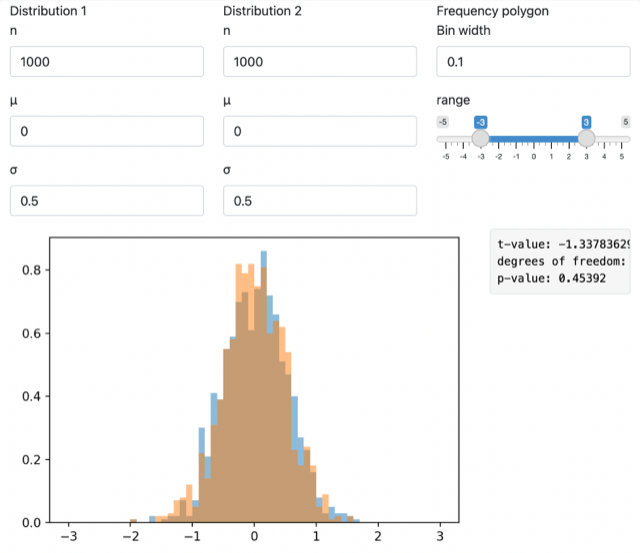 Distribution 1
n
1000
μ
0
σ
0.5
Distribution 2
n
1000
μ
0
σ
0.5
Frequency polygon
Bin width
0.1
range
-5 -3 3 5
-5 -4 -3 -2 -1 0 1 2 3 4 5
t-value: -1.3378362
degrees of freedom:
p-value: 0.45392
0.8
0.6
0.4
0.2
0.0
−3 −2 −1 0 1 2 3